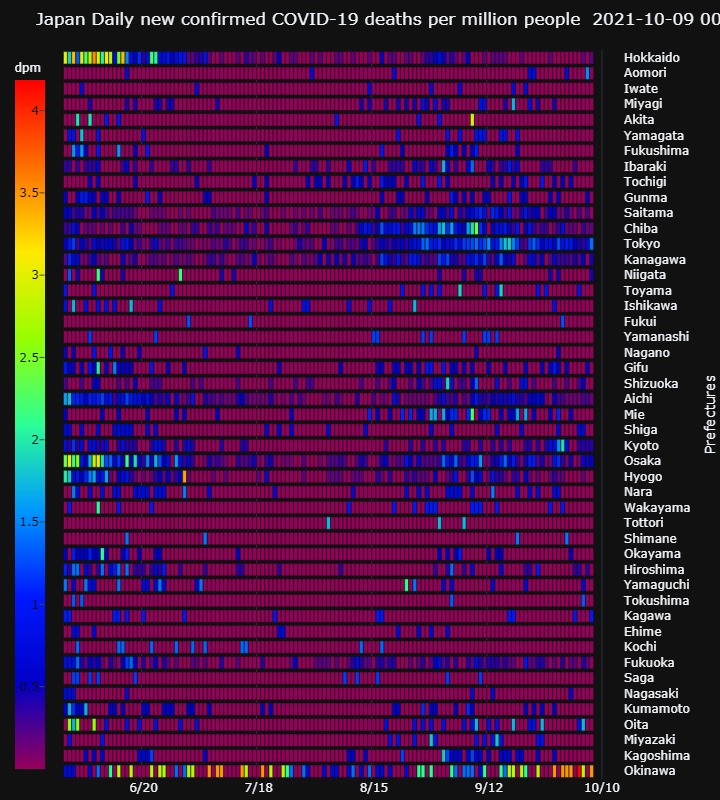 Japan Daily new confirmed COVID-19 deaths per million people  2021-10-09 00
dpm
4
3.5
3
2.5
2
1.5
1
0.5
Hokkaido
Aomori
Iwate
Miyagi
Akita
Yamagata
Fukushima
Ibaraki
Tochigi
Gunma
Saitama
Chiba
Tokyo
Kanagawa
Niigata
Toyama
Ishikawa
Fukui
Yamanashi
Nagano
Gifu
Shizuoka
Aichi
Mie
Shiga
Kyoto
Osaka
Hyogo
Nara
Wakayama
Tottori
Shimane
Okayama
Hiroshima
Yamaguchi
Tokushima
Kagawa
Ehime
Kochi
Fukuoka
Saga
Nagasaki
Kumamoto
Oita
Miyazaki
Kagoshima
Okinawa
Prefectures
6/20 7/18 8/15 9/12 10/10